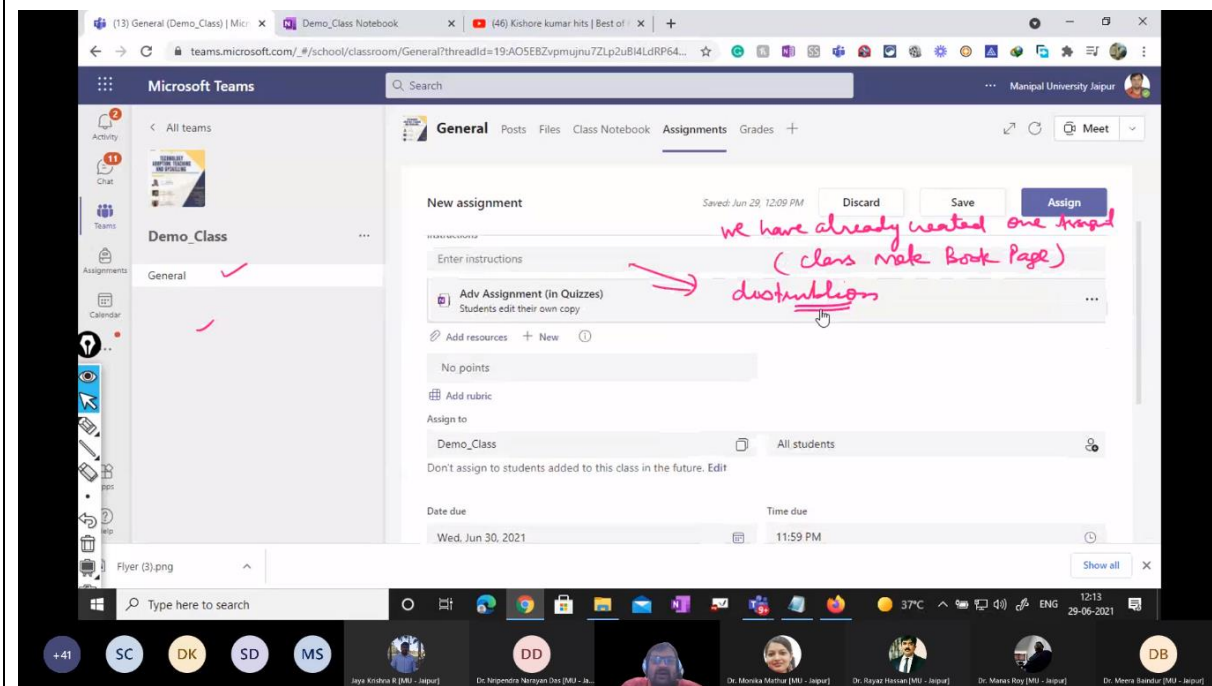 (13) General (Demo_Class) | Micr
Demo_Class Notebook
(46) Kishore kumar hits | Best of
teams.microsoft.com/_#/school/classroom/General?threadId=19:AO5EBZvpmujnu7ZLp2uBI4LdRP64...
Microsoft Teams
Search
Manipal University Jaipur
2
Activity
All teams
General Posts Files Class Notebook Assignments Grades
Meet
11
Chat
Teams
New assignment
Saved: Jun 29, 12:09 PM
Discard
Save
Assign
we have already created one
Demo_Class
Instructions
Enter instructions
( class note Book Page )
Assignments
General
Adv Assignment (in Quizzes)
Students edit their own copy
Calendar
Add resources + New
No points
Add rubric
Assign to
Demo_Class
All students
Don't assign to students added to this class in the future. Edit
Date due
Time due
Wed, Jun 30, 2021
11:59 PM
Flyer (3).png
Show all
Type here to search
37°C
ENG
12:13
29-06-2021
+41
SC
DK
SD
MS
DD
DB
Jaya Krishna R [MU - Jaipur]
Dr. Nripendra Narayan Das [MU - Ja...
Dr. Monika Mathur [MU - Jaipur]
Dr. Rayaz Hassan [MU - Jaipur]
Dr. Manas Roy [MU - Jaipur]
Dr. Meera Baindur [MU - Jaipur]